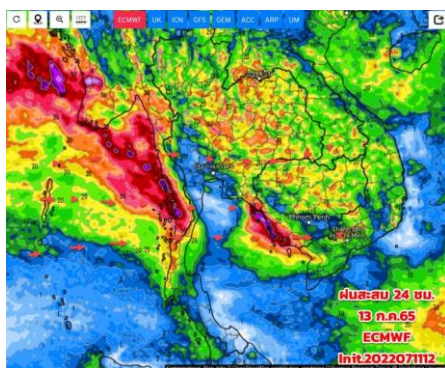 ECMWF UK ICN GFS GEM ACC ARP UM
Phnom Penh
ฝนสะสม 24 ชม.
13 ก.ค.65
ECMWF
Init.2022071112